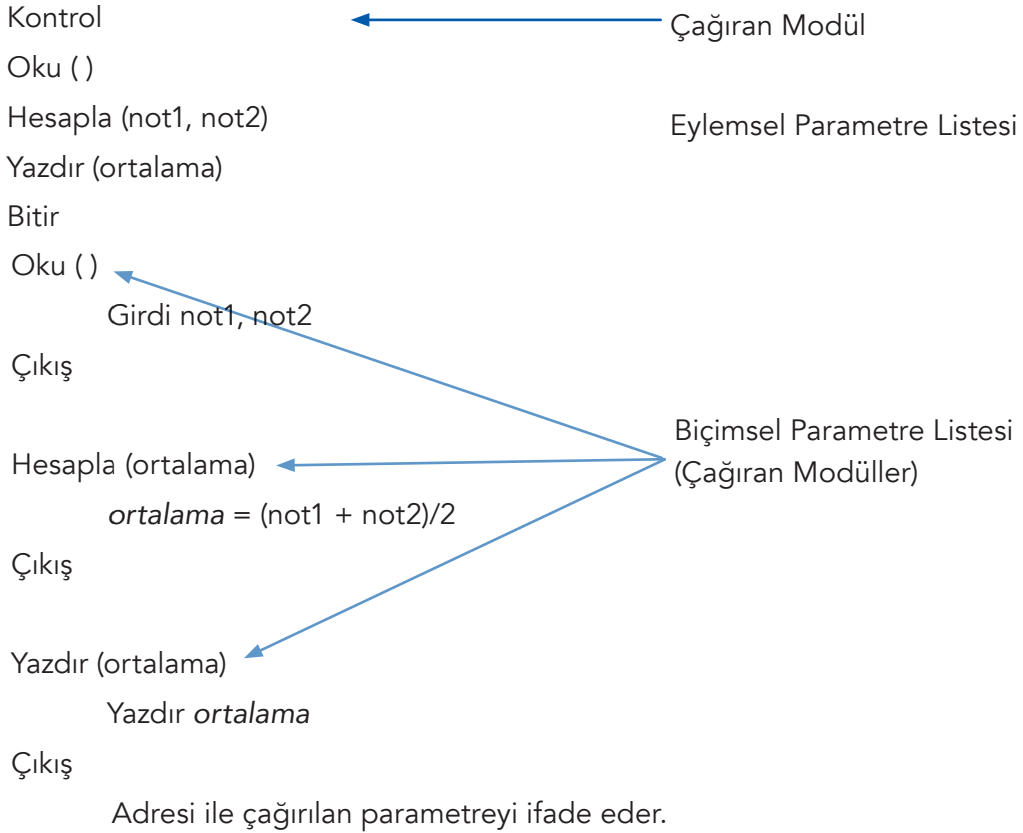 Kontrol
Çağıran Modül
Oku ( )
Hesapla (not1, not2)
Eylemsel Parametre Listesi
Yazdır (ortalama)
Bitir
Oku ( )
Girdi not1, not2
Çıkış
Biçimsel Parametre Listesi
(Çağıran Modüller)
Hesapla (ortalama)
ortalama = (not1 + not2)/2
Çıkış
Yazdır (ortalama)
Yazdır ortalama
Çıkış
Adresi ile çağırılan parametreyi ifade eder.